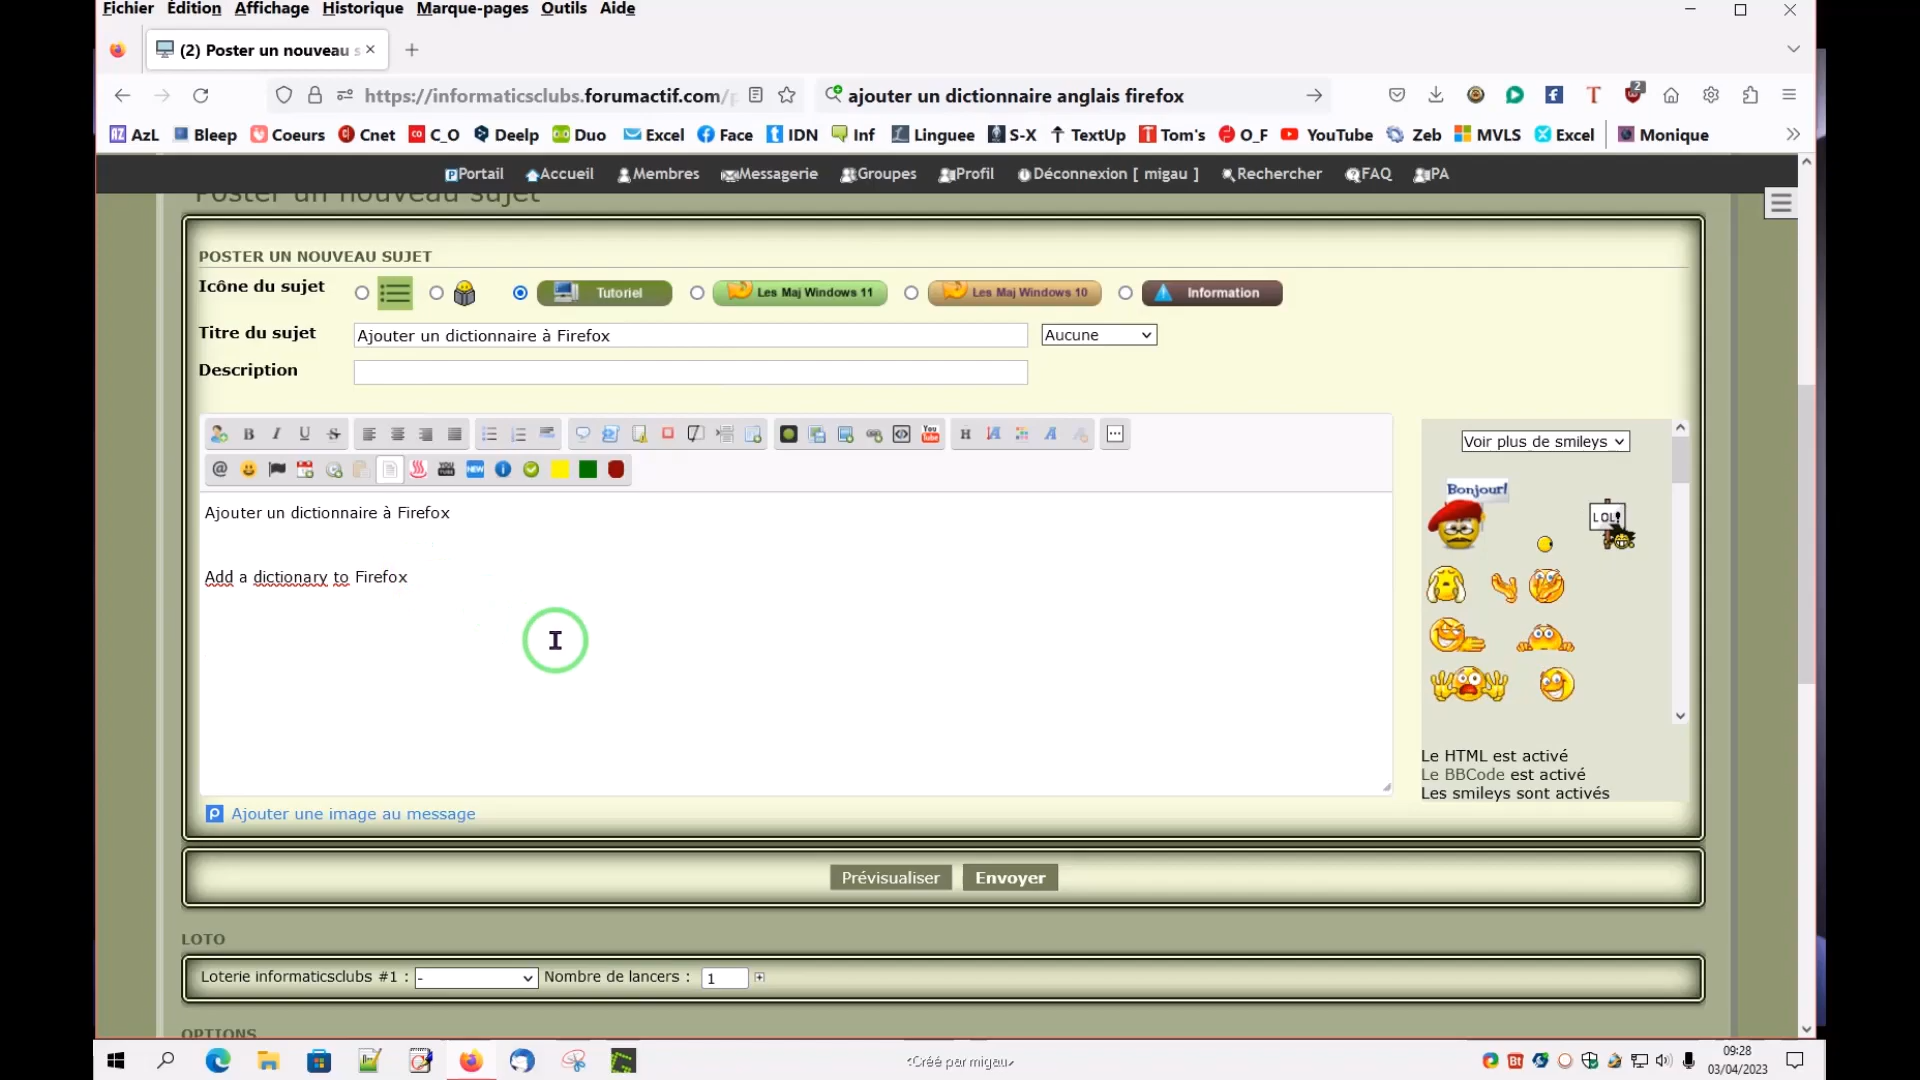 Fichier Édition Affichage Historique Marque-pages Outils Aide
(2) Poster un nouveau s
https://informaticsclubs.forumactif.com/p
ajouter un dictionnaire anglais firefox
2
AzL Bleep Coeurs Cnet C_O Deelp Duo Excel Face IDN Inf Linguee S-X TextUp Tom's O_F YouTube Zeb MVLS Excel Monique
Portail Accueil Membres Messagerie Groupes Profil Déconnexion [ migau ] Rechercher FAQ PA
Poster un nouveau sujet
POSTER UN NOUVEAU SUJET
Icône du sujet Tutoriel Les Maj Windows 11 Les Maj Windows 10 Information
Titre du sujet Ajouter un dictionnaire à Firefox Aucune
Description
Voir plus de smileys
Bonjour!
LOL!
Ajouter un dictionnaire à Firefox
Add a dictionary to Firefox
Le HTML est activé
Le BBCode est activé
Les smileys sont activés
Ajouter une image au message
Prévisualiser Envoyer
LOTO
Loterie informaticsclubs #1 : - Nombre de lancers : 1
OPTIONS
<Créé par migau>
09:28
03/04/2023